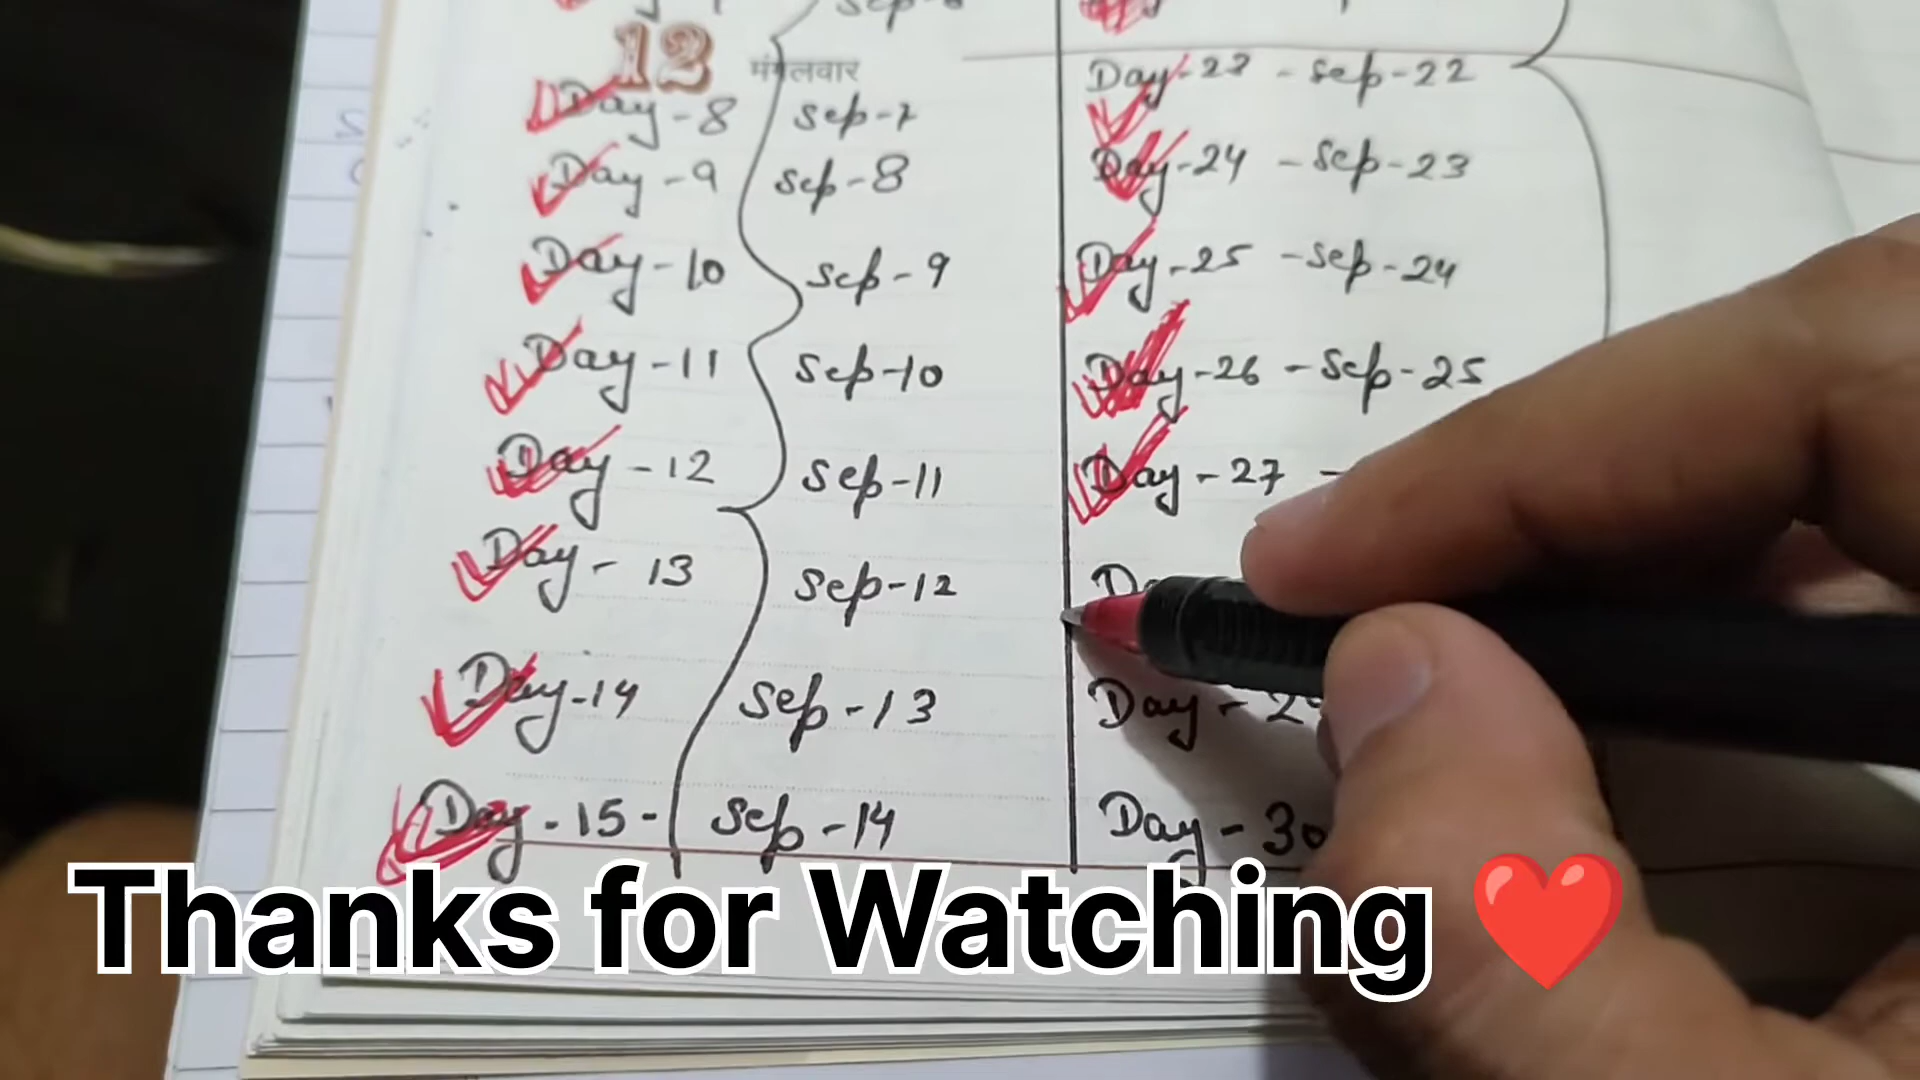 12 मंगलवार
Day-8 Sep-7
Day-9 Sep-8
Day-10 Sep-9
Day-11 Sep-10
Day-12 Sep-11
Day-13 Sep-12
Day-14 Sep-13
Day-15- Sep-14
Day-23 - Sep-22
Day-24 - Sep-23
Day-25 - Sep-24
Day-26 - Sep-25
Day-27 -
Day-
Day-30
Thanks for Watching ❤️